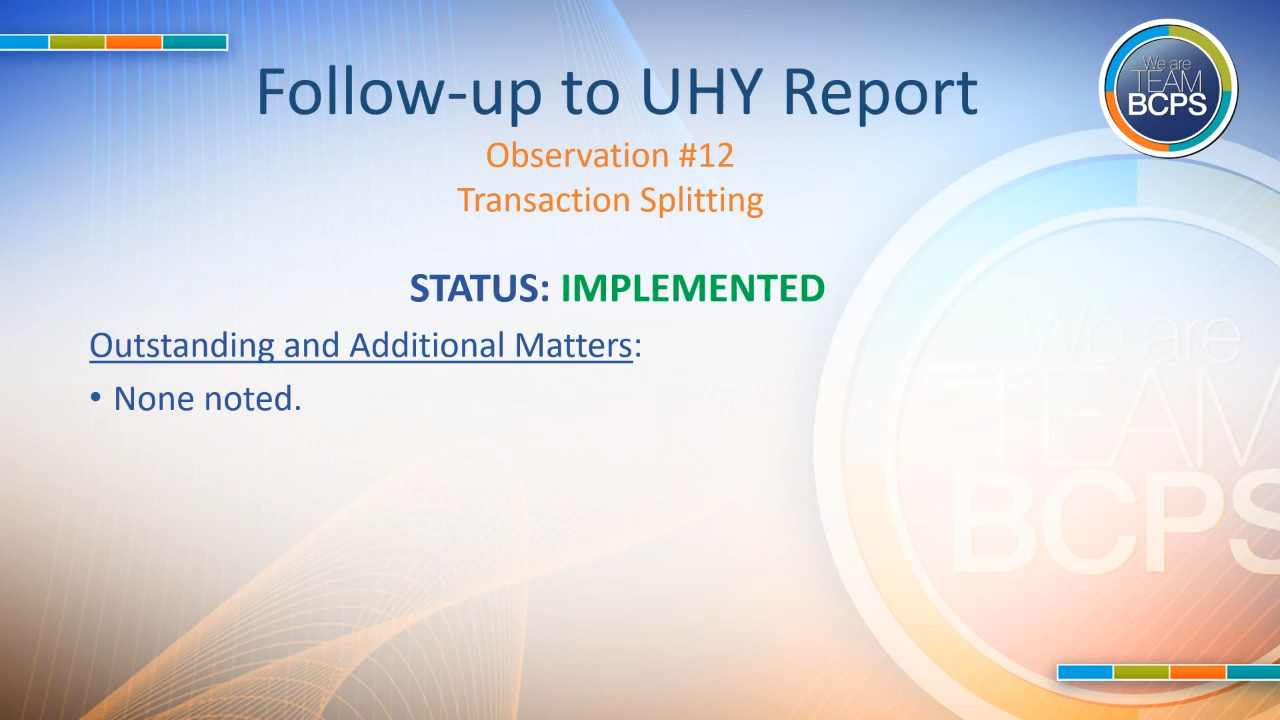 We are
TEAM
BCPS
Follow-up to UHY Report
Observation #12
Transaction Splitting
STATUS: IMPLEMENTED
Outstanding and Additional Matters:
• None noted.
We are
TEAM
BCPS